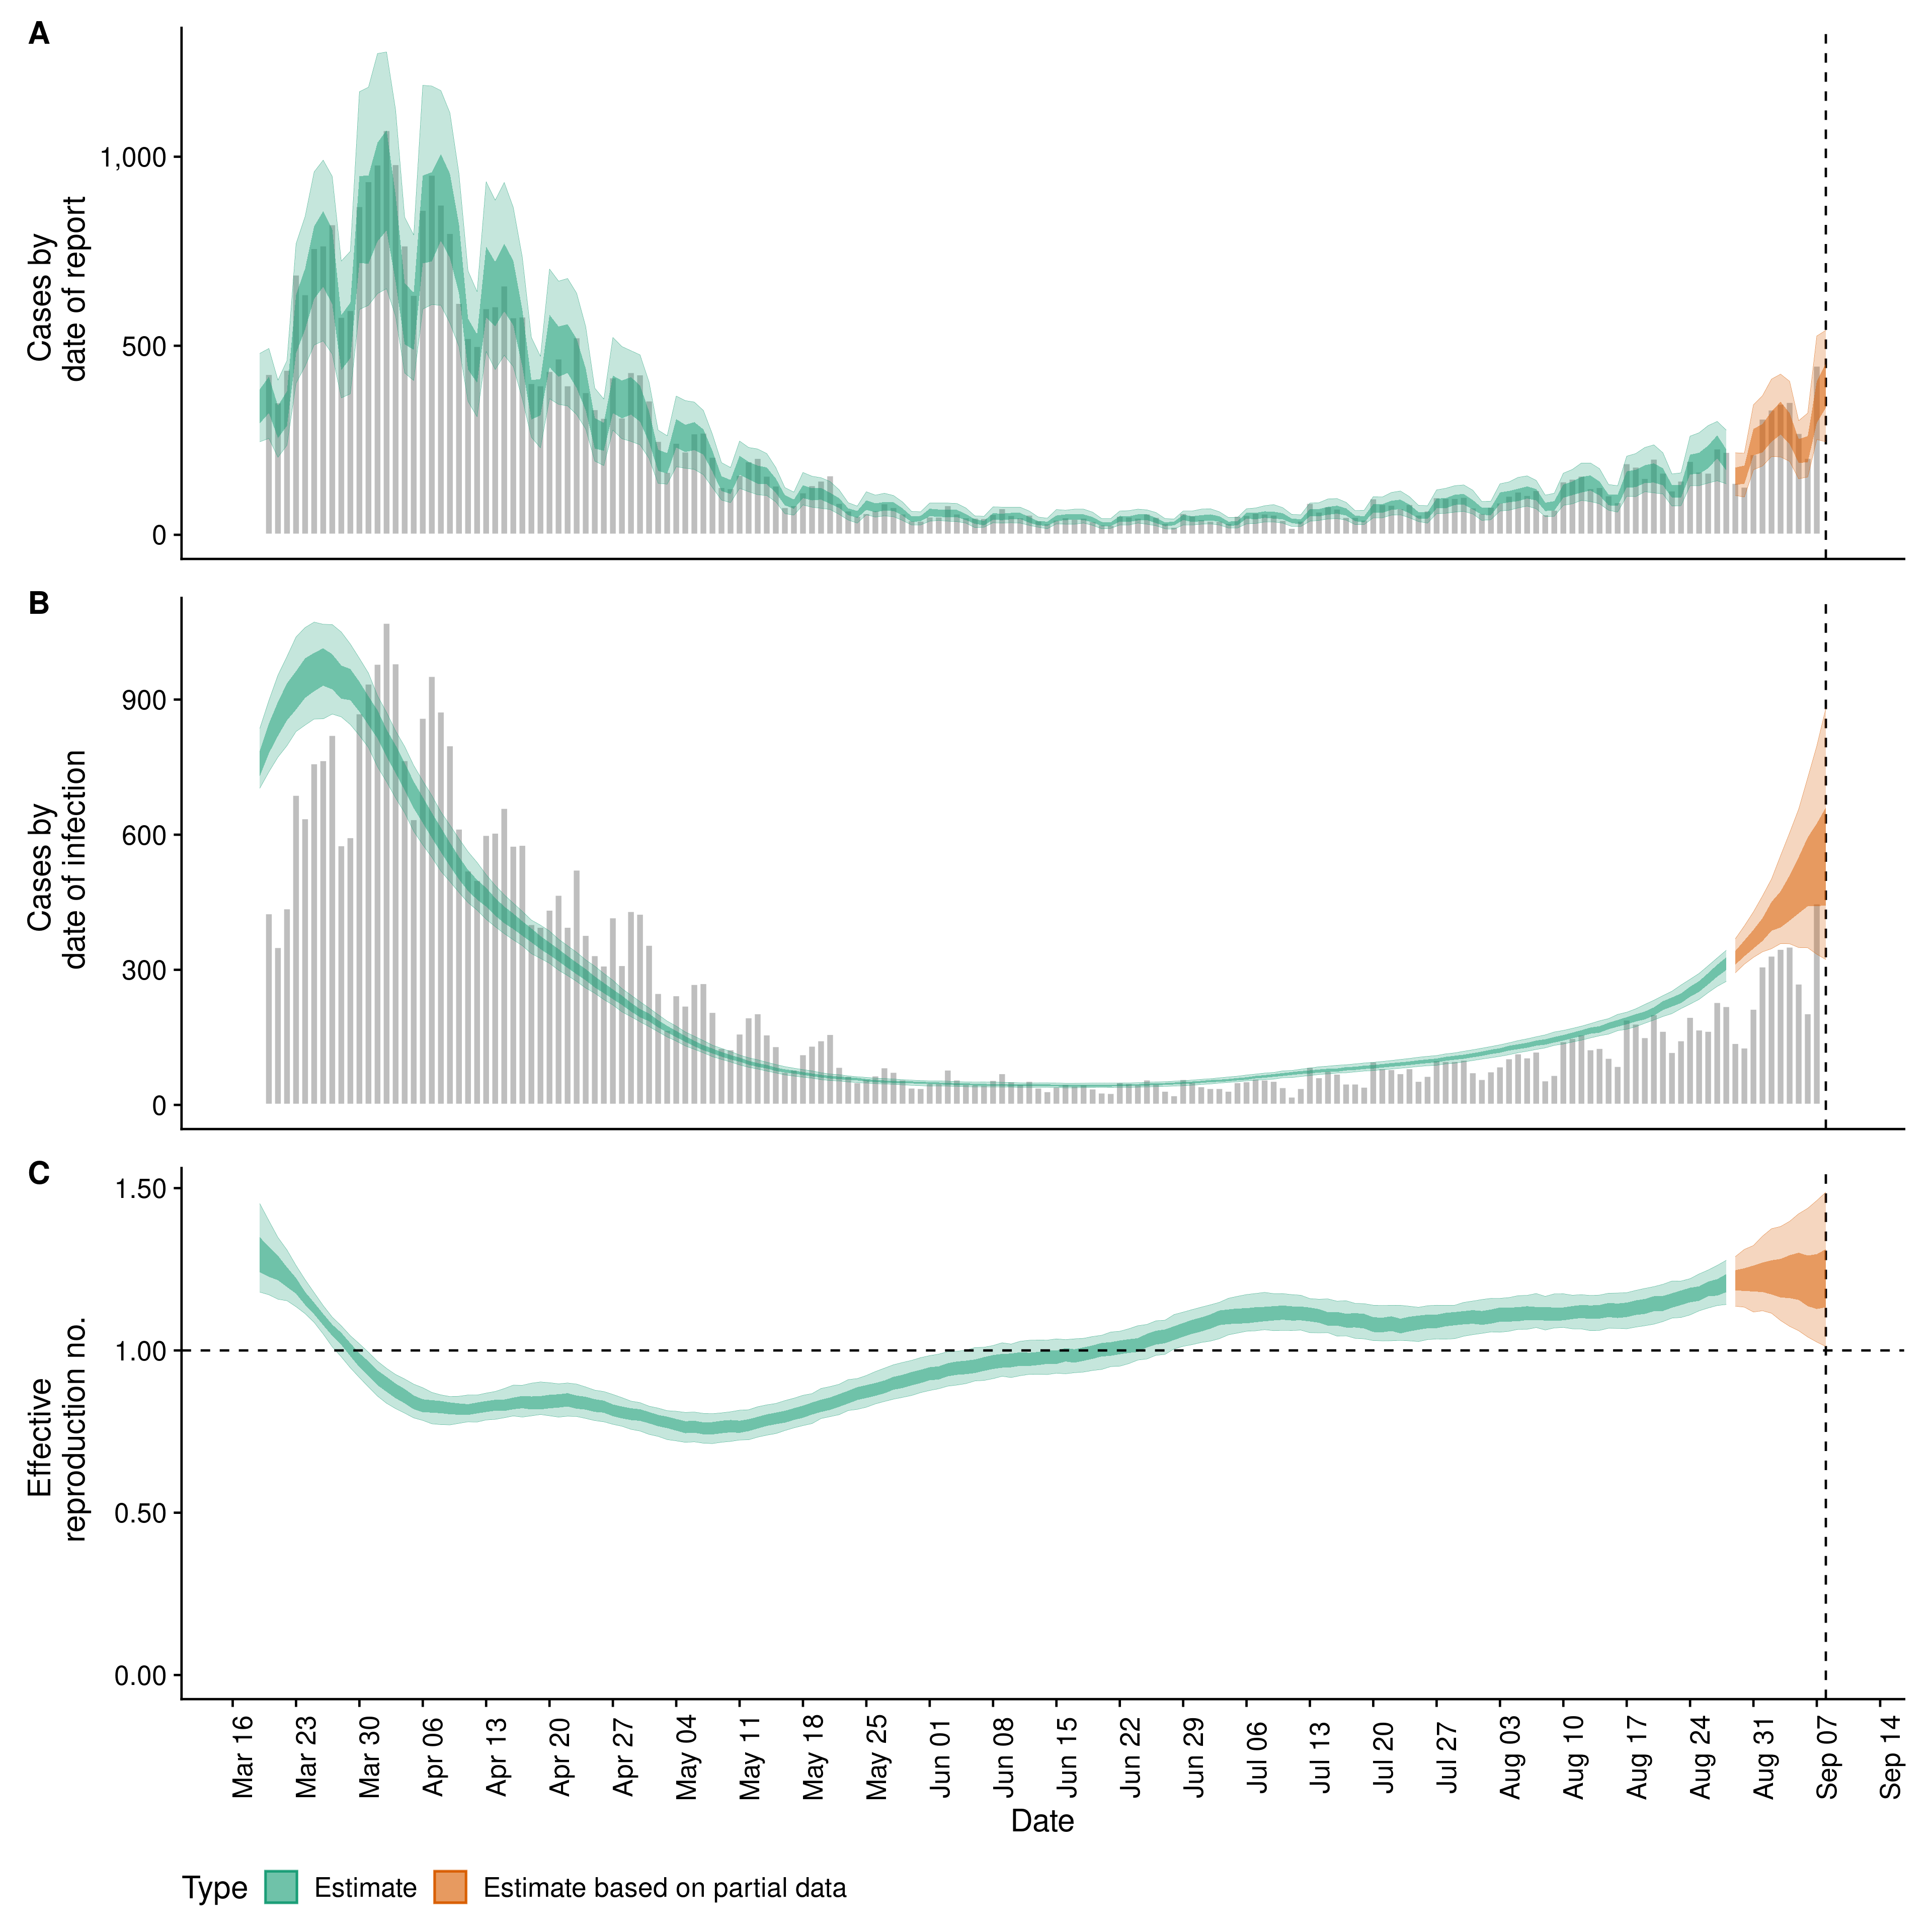 A
Cases by
date of report
1,000
500
0
B
Cases by
date of infection
900
600
300
0
C
Effective
reproduction no.
1.50
1.00
0.50
0.00
Mar 16
Mar 23
Mar 30
Apr 06
Apr 13
Apr 20
Apr 27
May 04
May 11
May 18
May 25
Jun 01
Jun 08
Jun 15
Jun 22
Jun 29
Jul 06
Jul 13
Jul 20
Jul 27
Aug 03
Aug 10
Aug 17
Aug 24
Aug 31
Sep 07
Sep 14
Date
Type Estimate Estimate based on partial data